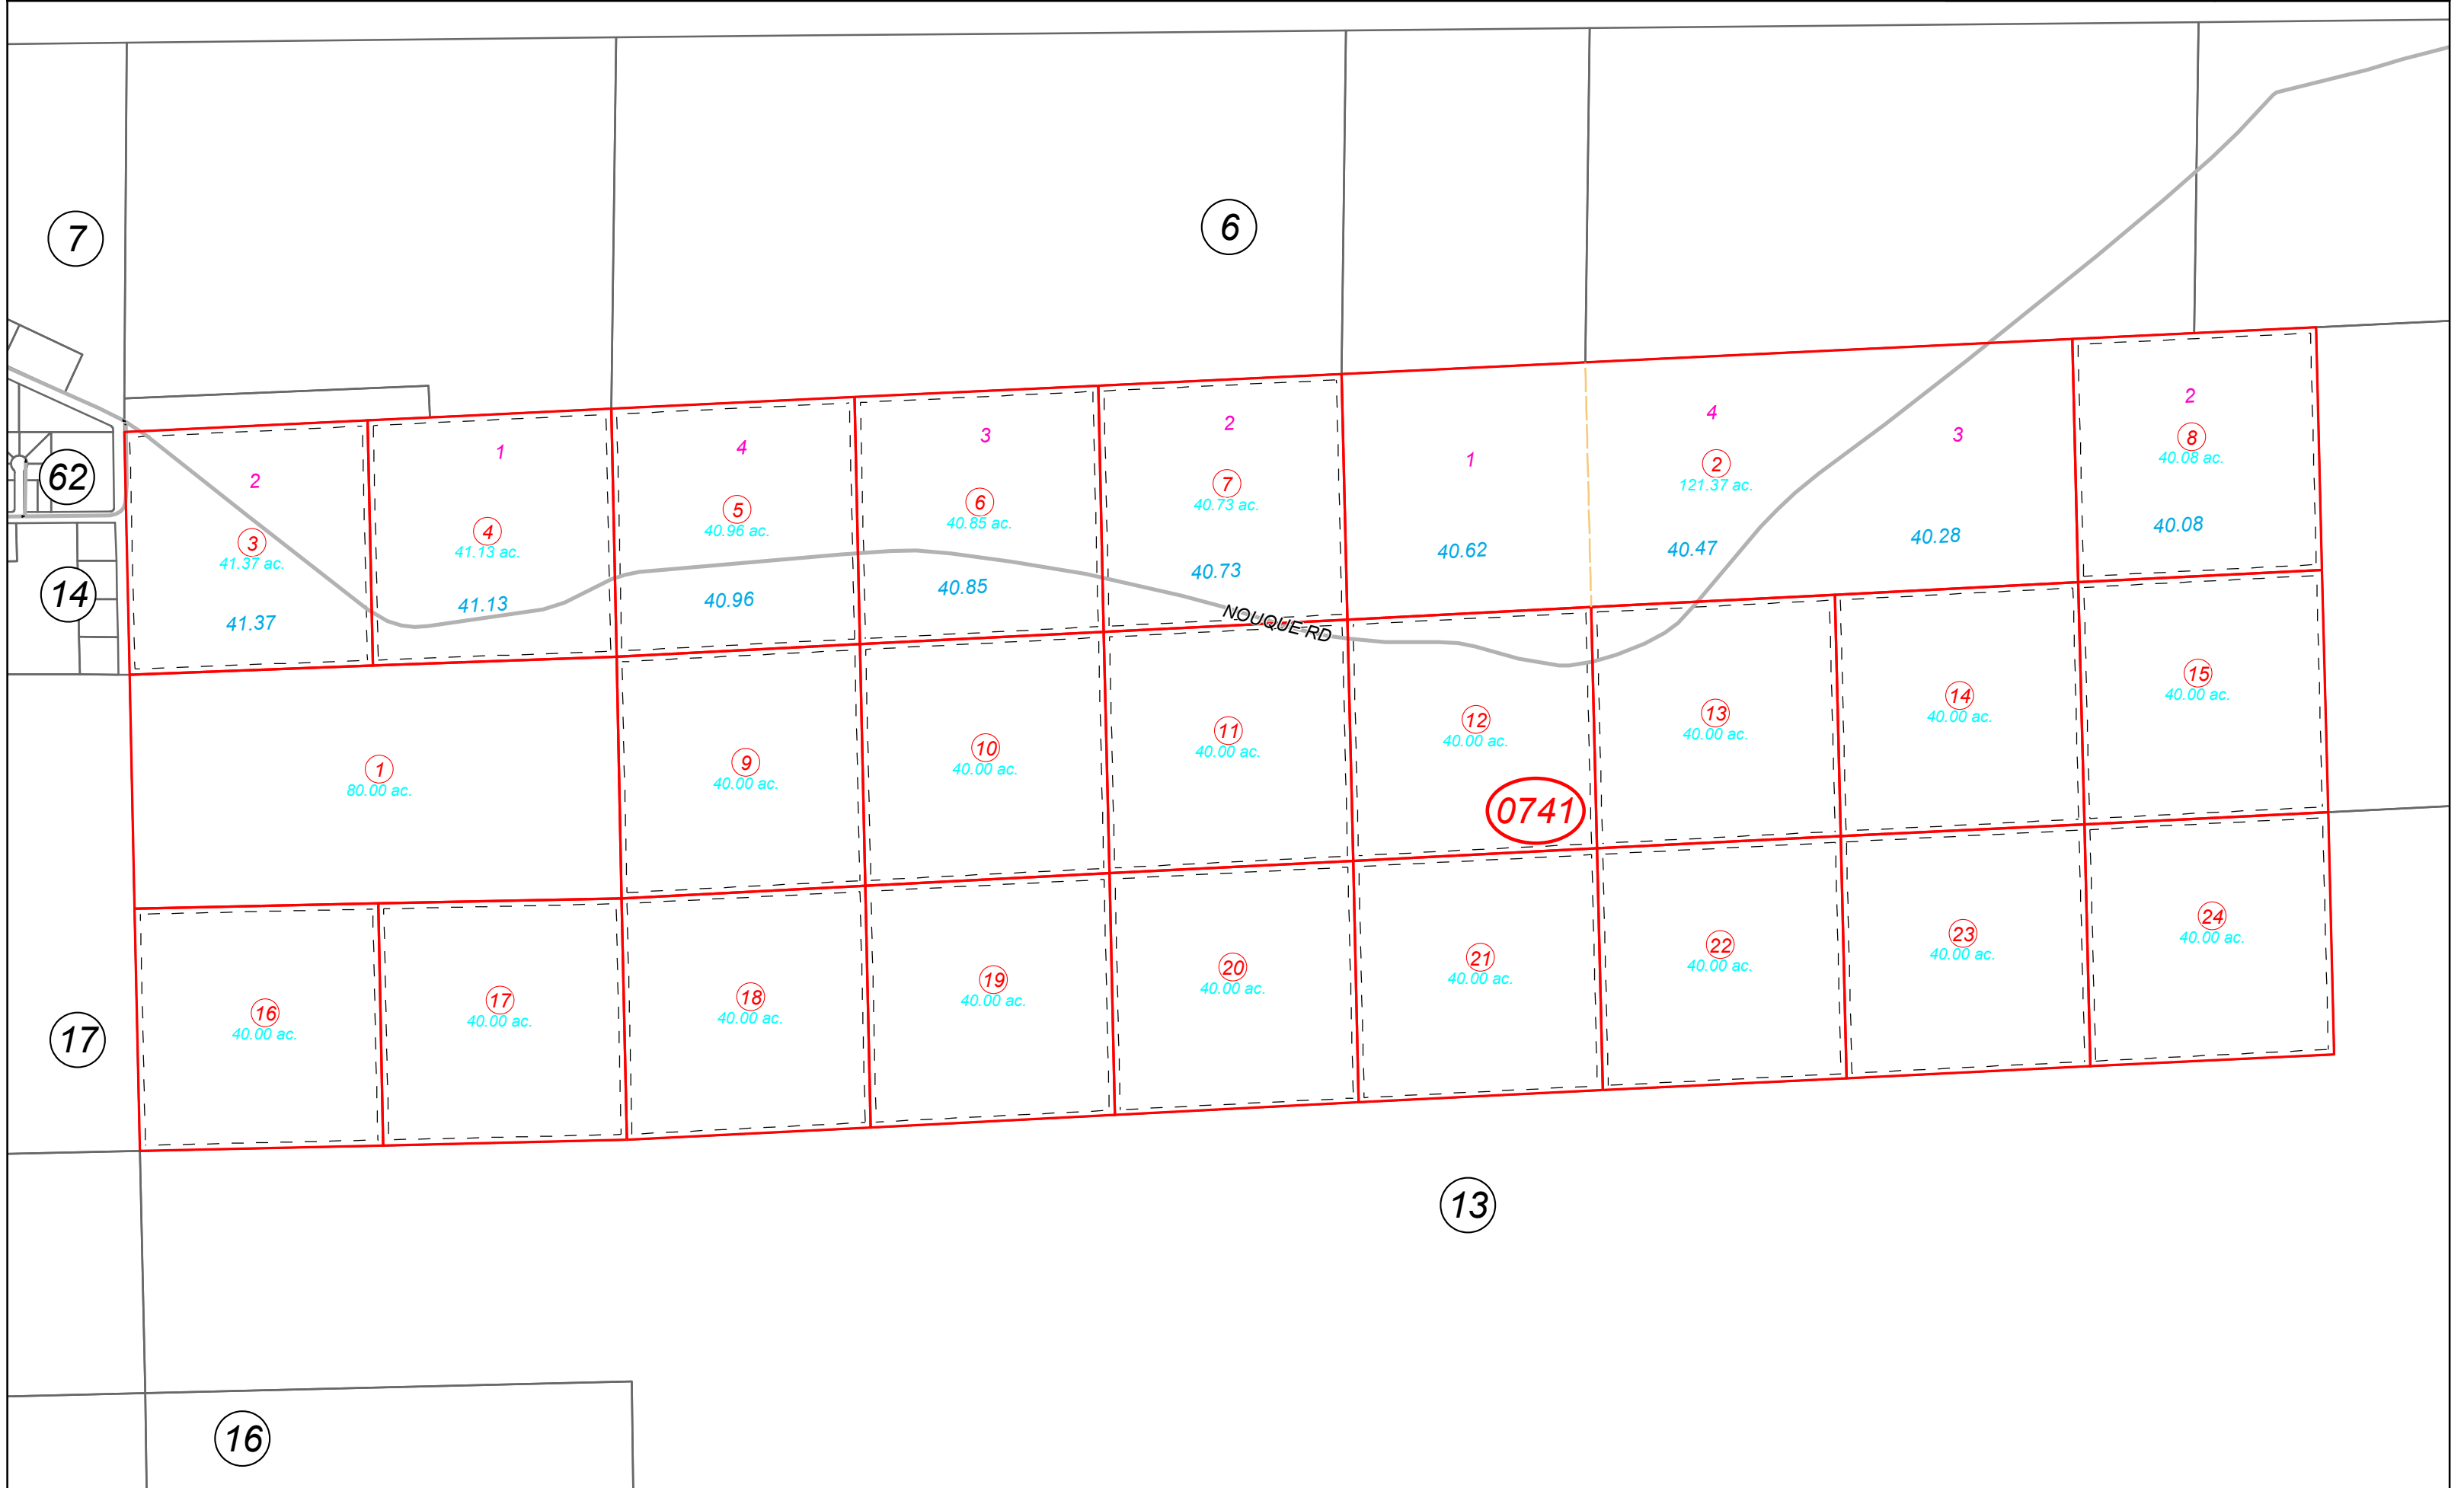 7
6
62
14
17
16
13
2
3
41.37 ac.
41.37
1
4
41.13 ac.
41.13
4
5
40.96 ac.
40.96
3
6
40.85 ac.
40.85
2
7
40.73 ac.
40.73
NOUQUE RD
1
40.62
4
2
121.37 ac.
40.47
3
40.28
2
8
40.08 ac.
40.08
1
80.00 ac.
9
40.00 ac.
10
40.00 ac.
11
40.00 ac.
12
40.00 ac.
0741
13
40.00 ac.
14
40.00 ac.
15
40.00 ac.
16
40.00 ac.
17
40.00 ac.
18
40.00 ac.
19
40.00 ac.
20
40.00 ac.
21
40.00 ac.
22
40.00 ac.
23
40.00 ac.
24
40.00 ac.